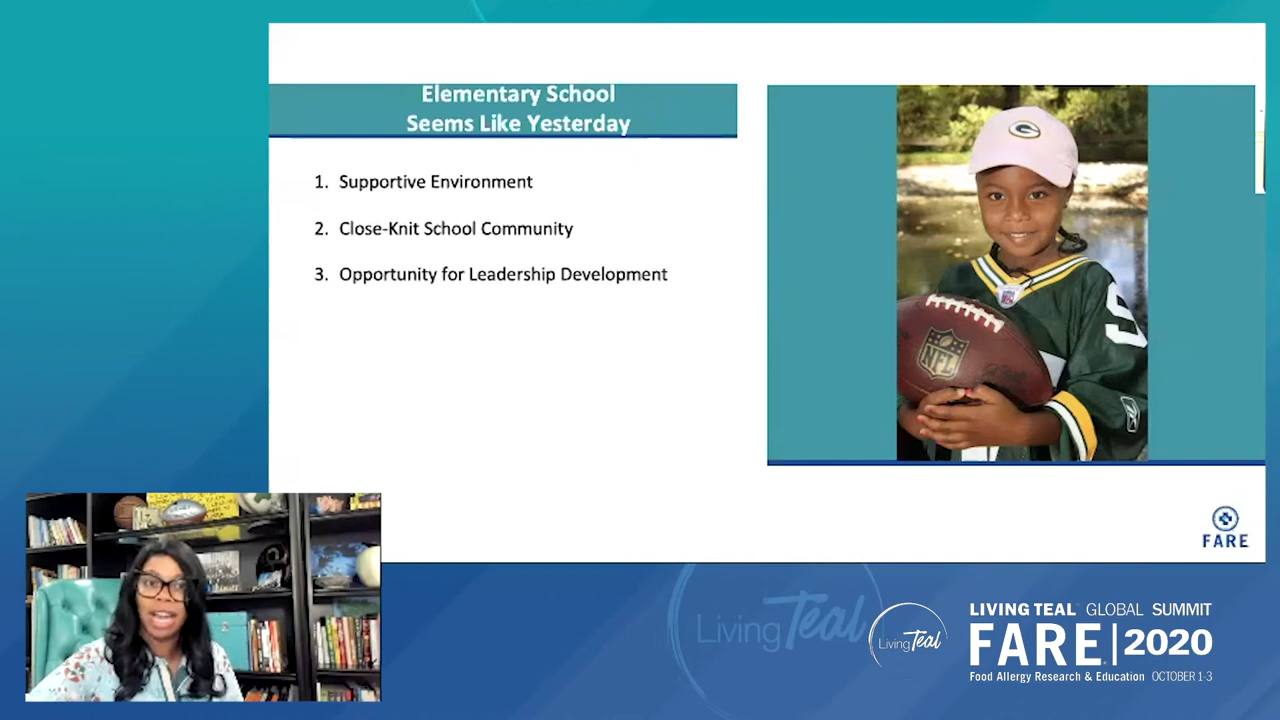 Elementary School
Seems Like Yesterday
1. Supportive Environment
2. Close-Knit School Community
3. Opportunity for Leadership Development
G
5
NFL
FARE
Living Teal
Living Teal
LIVING TEAL GLOBAL SUMMIT
FARE | 2020
Food Allergy Research & Education OCTOBER 1-3